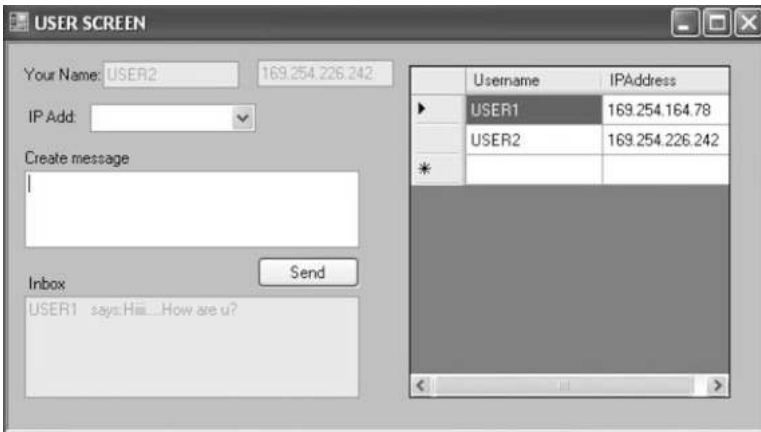 USER SCREEN
Your Name: USER2 169.254.226.242
IP Add:
Create message
Send
Inbox
USER1 says:Hiiii....How are u?
Username IPAddress
USER1 169.254.164.78
USER2 169.254.226.242